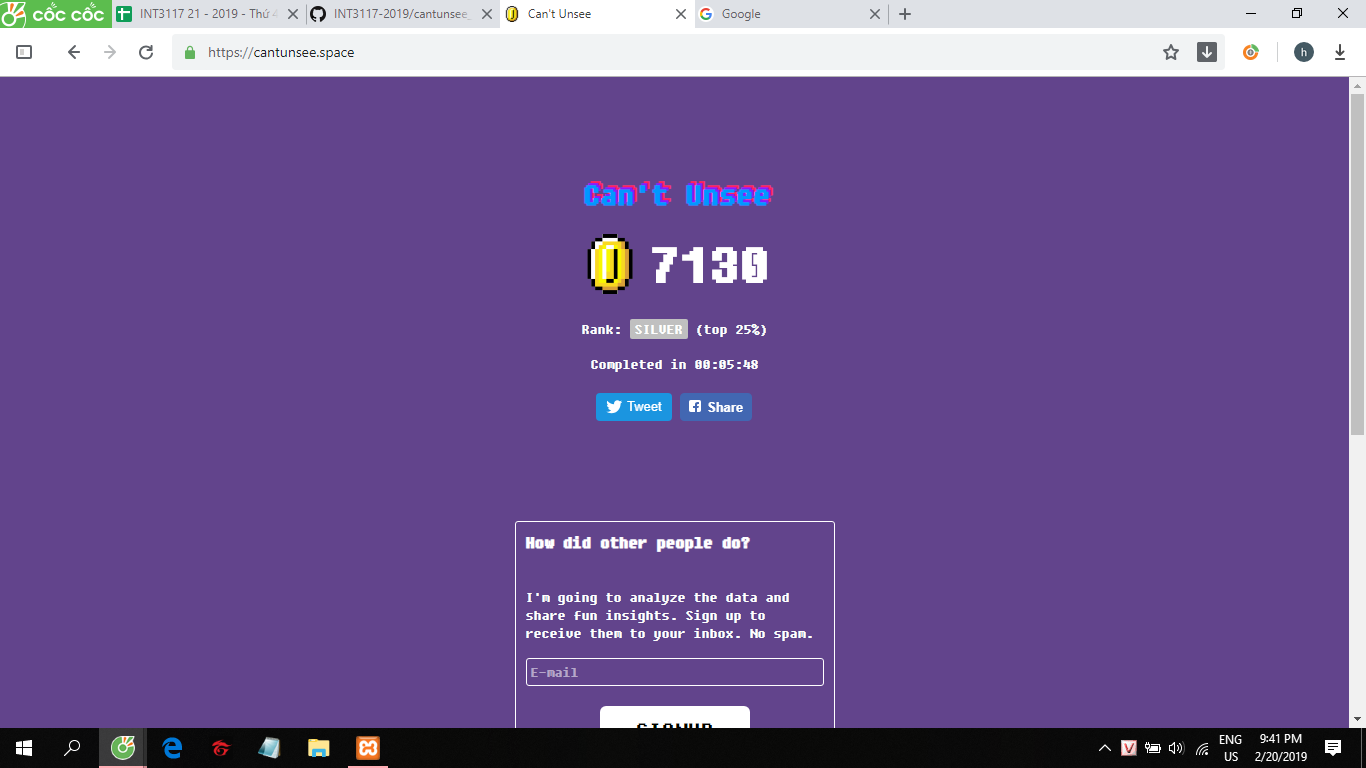 cốc cốc
INT3117 21 - 2019 - Thứ 4
INT3117-2019/cantunsee_
Can't Unsee
Google
https://cantunsee.space
h
Can't Unsee
7130
Rank: SILVER (top 25%)
Completed in 00:05:48
Tweet
Share
How did other people do?
I'm going to analyze the data and
share fun insights. Sign up to
receive them to your inbox. No spam.
E-mail
SIGNUP
ENG
US
9:41 PM
2/20/2019